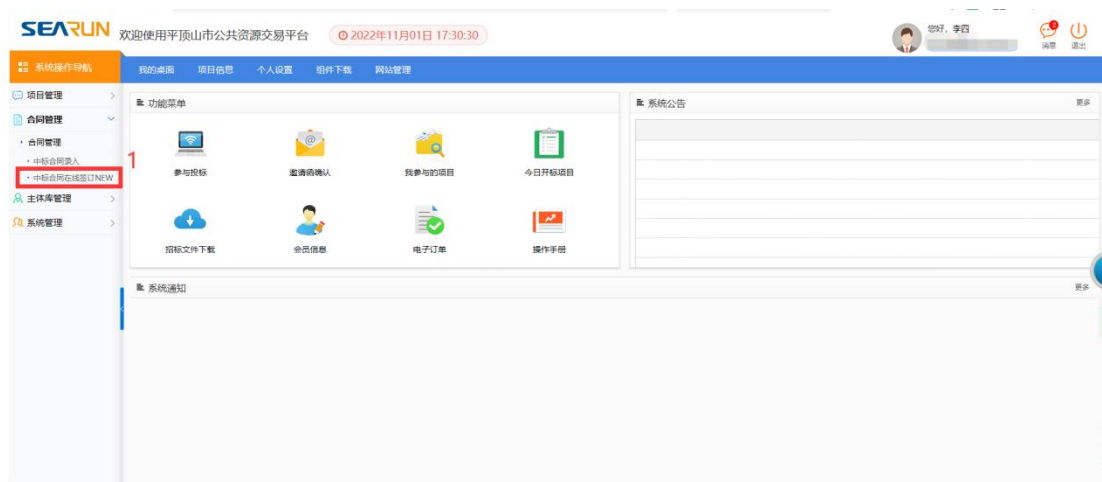 SEARUN 欢迎使用平顶山市公共资源交易平台 2022年11月01日 17:30:30 您好，李四 2 消息 退出
系统操作导航 我的桌面 项目信息 个人设置 组件下载 网站管理
项目管理
合同管理
合同管理
中标合同录入
中标合同在线签订NEW 1
主体库管理
系统管理
功能菜单
参与投标 邀请函确认 我参与的项目 今日开标项目
招标文件下载 会员信息 电子订单 操作手册
系统公告 更多
系统通知 更多